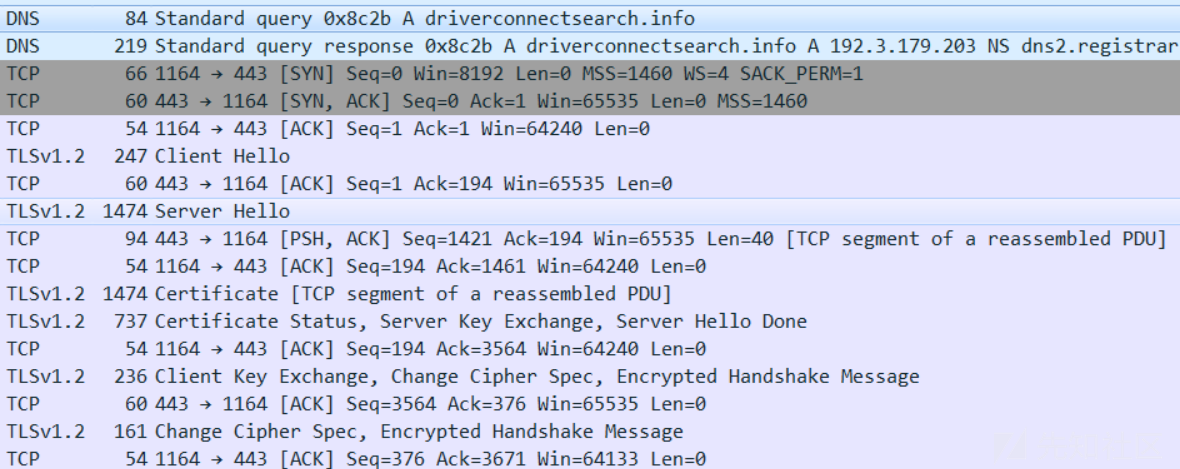 DNS 84 Standard query 0x8c2b A driverconnectsearch.info
DNS 219 Standard query response 0x8c2b A driverconnectsearch.info A 192.3.179.203 NS dns2.registrar
TCP 66 1164 → 443 [SYN] Seq=0 Win=8192 Len=0 MSS=1460 WS=4 SACK_PERM=1
TCP 60 443 → 1164 [SYN, ACK] Seq=0 Ack=1 Win=65535 Len=0 MSS=1460
TCP 54 1164 → 443 [ACK] Seq=1 Ack=1 Win=64240 Len=0
TLSv1.2 247 Client Hello
TCP 60 443 → 1164 [ACK] Seq=1 Ack=194 Win=65535 Len=0
TLSv1.2 1474 Server Hello
TCP 94 443 → 1164 [PSH, ACK] Seq=1421 Ack=194 Win=65535 Len=40 [TCP segment of a reassembled PDU]
TCP 54 1164 → 443 [ACK] Seq=194 Ack=1461 Win=64240 Len=0
TLSv1.2 1474 Certificate [TCP segment of a reassembled PDU]
TLSv1.2 737 Certificate Status, Server Key Exchange, Server Hello Done
TCP 54 1164 → 443 [ACK] Seq=194 Ack=3564 Win=64240 Len=0
TLSv1.2 236 Client Key Exchange, Change Cipher Spec, Encrypted Handshake Message
TCP 60 443 → 1164 [ACK] Seq=3564 Ack=376 Win=65535 Len=0
TLSv1.2 161 Change Cipher Spec, Encrypted Handshake Message
TCP 54 1164 → 443 [ACK] Seq=376 Ack=3671 Win=64133 Len=0